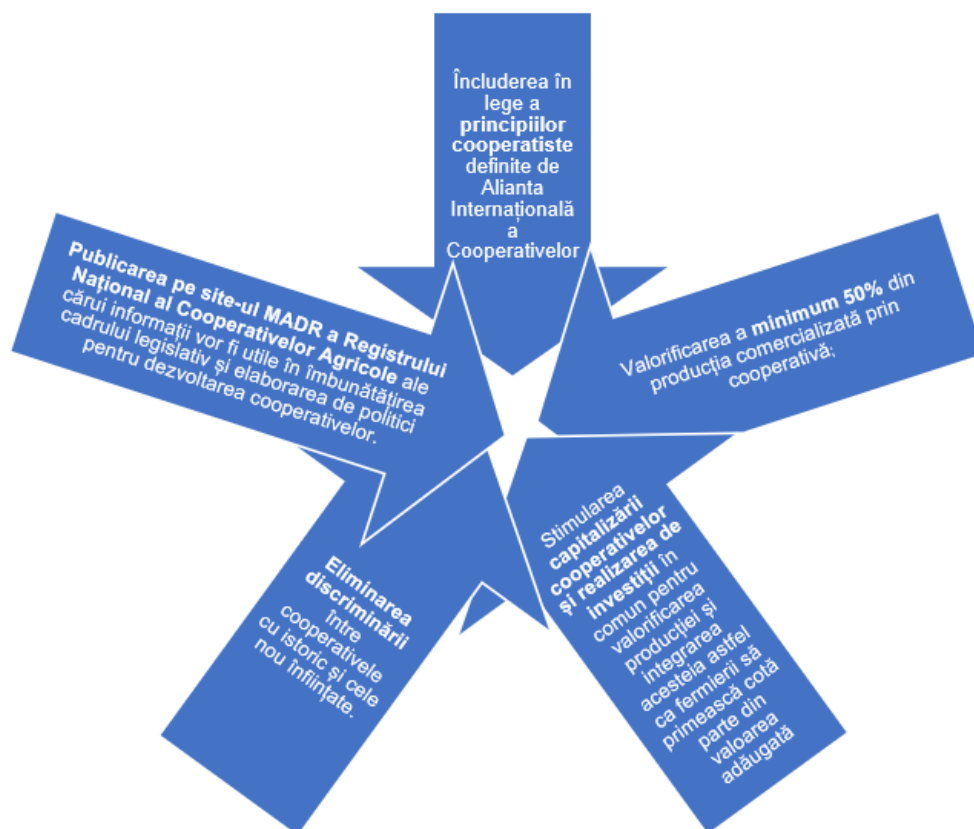 Încluderea în
lege a
principiilor
cooperatiste
definite de
Alianta
Internațională
a
Cooperativelor
Valorificarea a minimum 50% din
producția comercializată prin
cooperativă;
Stimularea
capitalizării
cooperativelor
și realizarea de
investiții în
comun pentru
valorificarea
producției și
integrarea
acesteia astfel
ca fermierii să
primească cotă
parte din
valoarea
adăugată
Eliminarea
discriminării
între
cooperativele
cu istoric și cele
nou înființate.
Publicarea pe site-ul MADR a Registrului
Național al Cooperativelor Agricole ale
cărui informații vor fi utile în îmbunătățirea
cadrului legislativ și elaborarea de politici
pentru dezvoltarea cooperativelor.